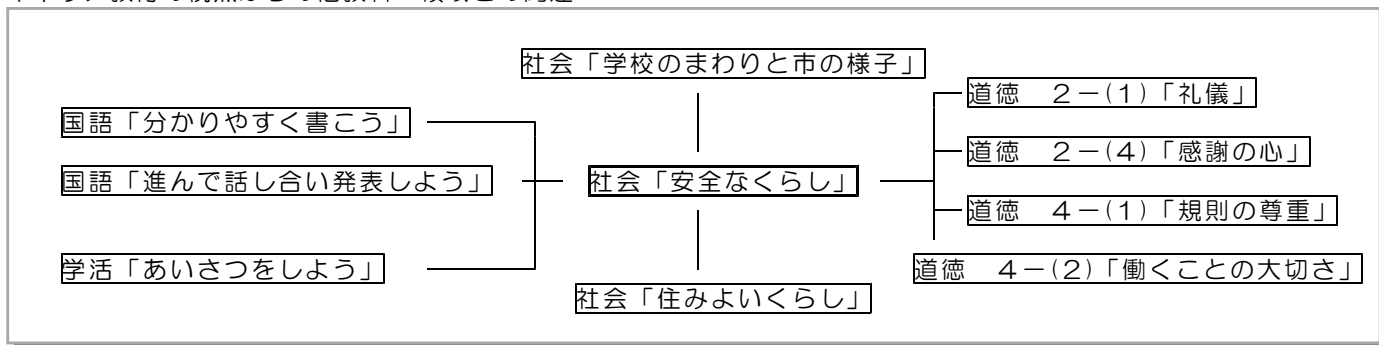 社会「学校のまわりと市の様子」
道徳　２－(１)「礼儀」
国語「分かりやすく書こう」
道徳　２－(４)「感謝の心」
国語「進んで話し合い発表しよう」
社会「安全なくらし」
道徳　４－(１)「規則の尊重」
学活「あいさつをしよう」
道徳　４－(２)「働くことの大切さ」
社会「住みよいくらし」